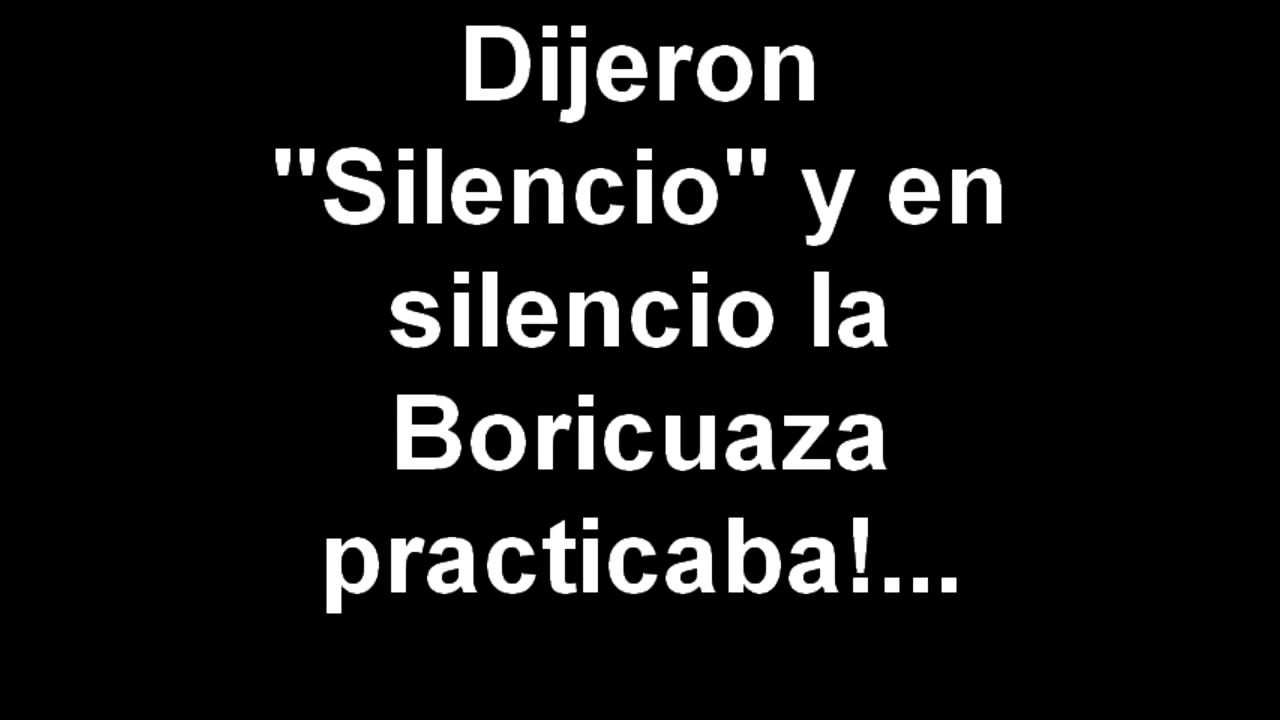 Dijeron
"Silencio" y en
silencio la
Boricuaza
practicaba!...